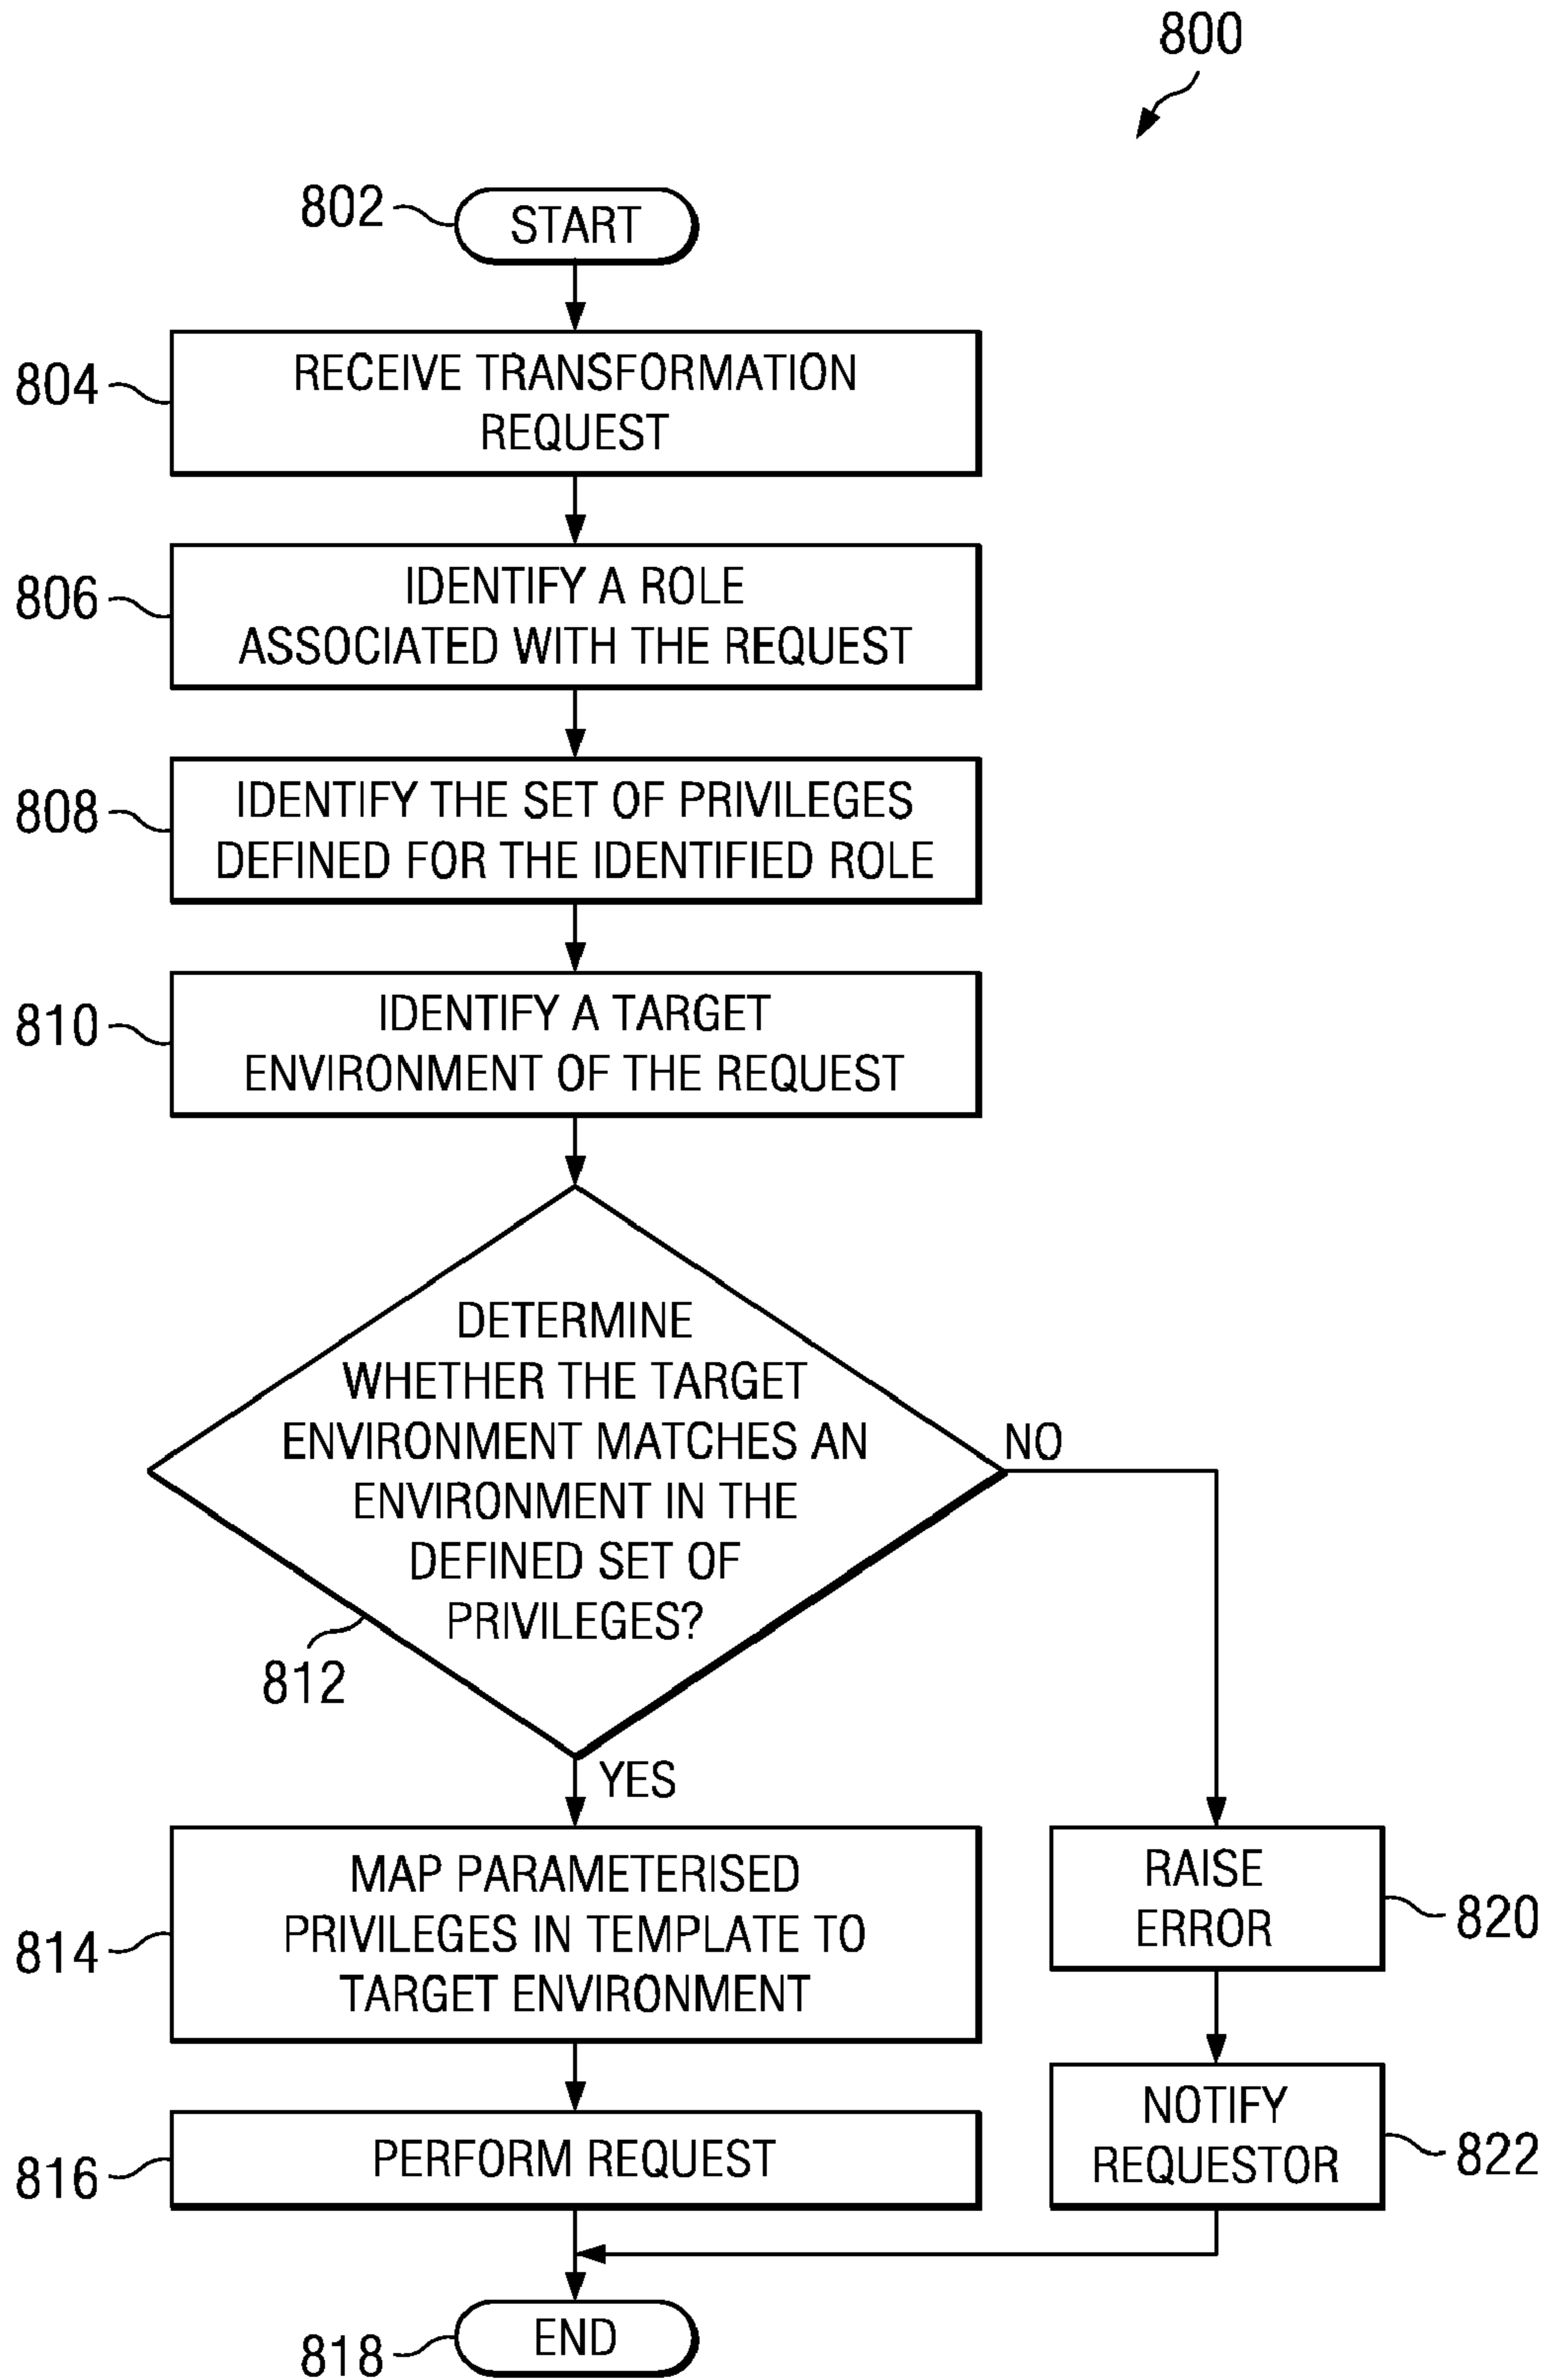 800
802
START
804
RECEIVE TRANSFORMATION
REQUEST
806
IDENTIFY A ROLE
ASSOCIATED WITH THE REQUEST
808
IDENTIFY THE SET OF PRIVILEGES
DEFINED FOR THE IDENTIFIED ROLE
810
IDENTIFY A TARGET
ENVIRONMENT OF THE REQUEST
DETERMINE
WHETHER THE TARGET
ENVIRONMENT MATCHES AN
ENVIRONMENT IN THE
DEFINED SET OF
PRIVILEGES?
812
NO
YES
814
MAP PARAMETERISED
PRIVILEGES IN TEMPLATE TO
TARGET ENVIRONMENT
RAISE
ERROR
820
816
PERFORM REQUEST
NOTIFY
REQUESTOR
822
818
END